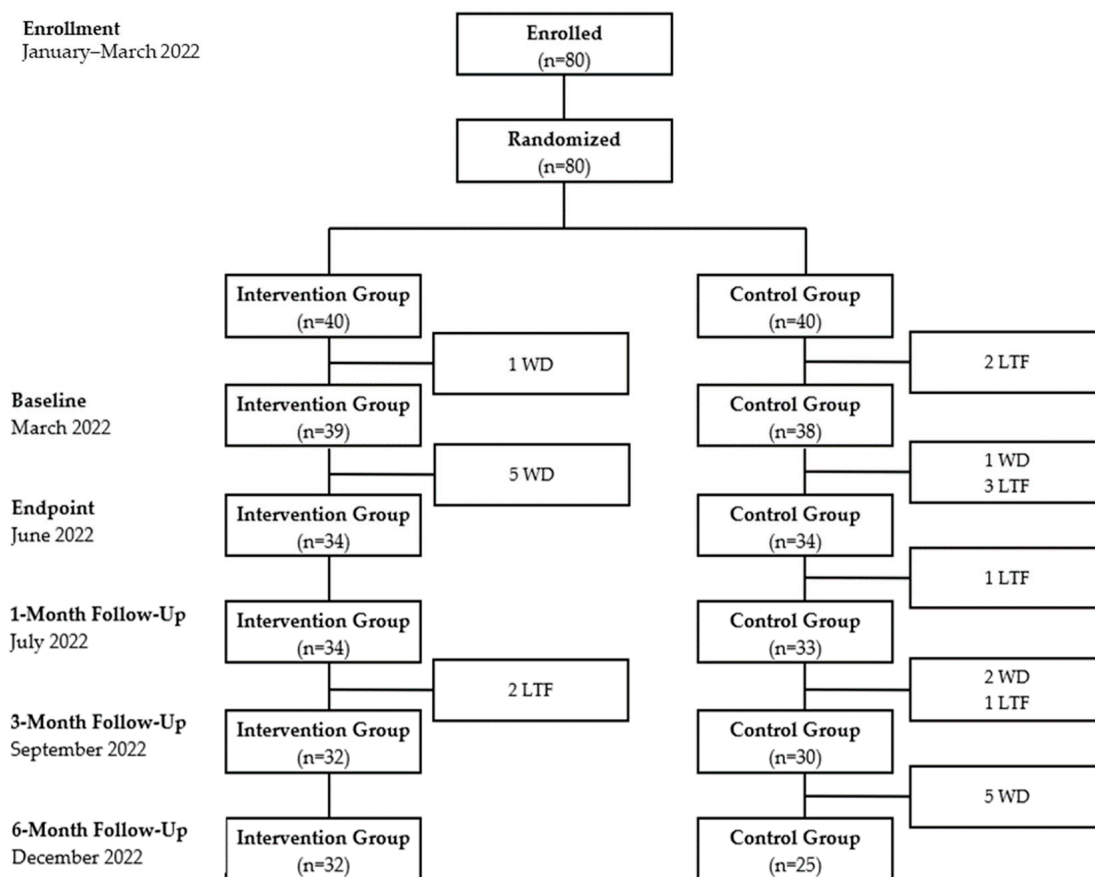 Enrollment
January–March 2022
Enrolled
(n=80)
Randomized
(n=80)
Intervention Group
(n=40)
Control Group
(n=40)
1 WD
2 LTF
Baseline
March 2022
Intervention Group
(n=39)
Control Group
(n=38)
5 WD
1 WD
3 LTF
Endpoint
June 2022
Intervention Group
(n=34)
Control Group
(n=34)
1 LTF
1-Month Follow-Up
July 2022
Intervention Group
(n=34)
Control Group
(n=33)
2 LTF
2 WD
1 LTF
3-Month Follow-Up
September 2022
Intervention Group
(n=32)
Control Group
(n=30)
5 WD
6-Month Follow-Up
December 2022
Intervention Group
(n=32)
Control Group
(n=25)